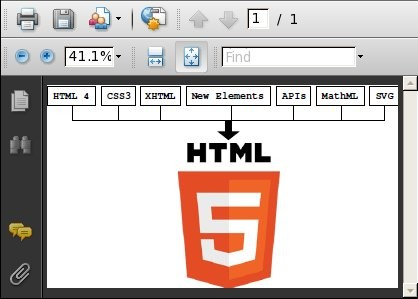 1 / 1
41.1% Find
HTML 4 CSS3 XHTML New Elements APIs MathML SVG
HTML
5